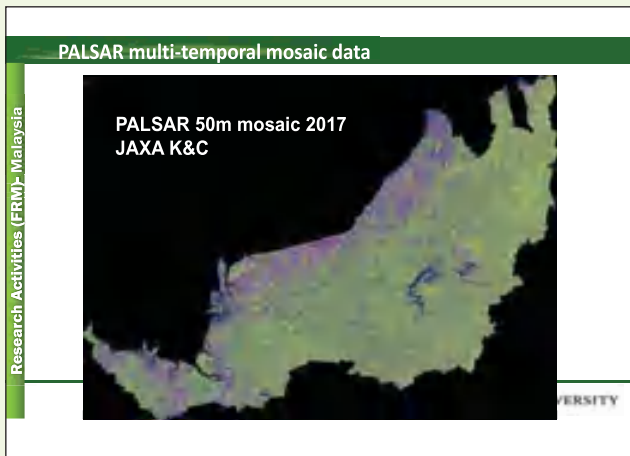 PALSAR multi-temporal mosaic data
PALSAR 50m mosaic 2017
JAXA K&C
Research Activities (FRM)- Malaysia
VERSITY